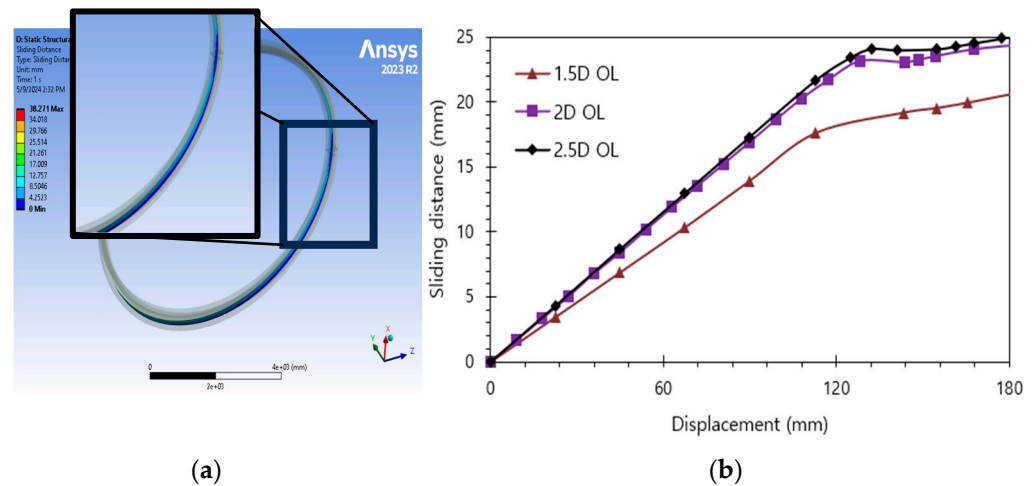 D: Static Structura
Sliding Distance
Type: Sliding Distan
Unit: mm
Time: 1 s
5/9/2024 2:32 PM
38.271 Max
34.018
29.766
25.514
21.261
17.009
12.757
8.5046
4.2523
0 Min
Ansys
2023 R2
X
Y
Z
0
4e+03 (mm)
2e+03
(a)
25
20
15
10
5
0
Sliding distance (mm)
1.5D OL
2D OL
2.5D OL
0
60
120
180
Displacement (mm)
(b)